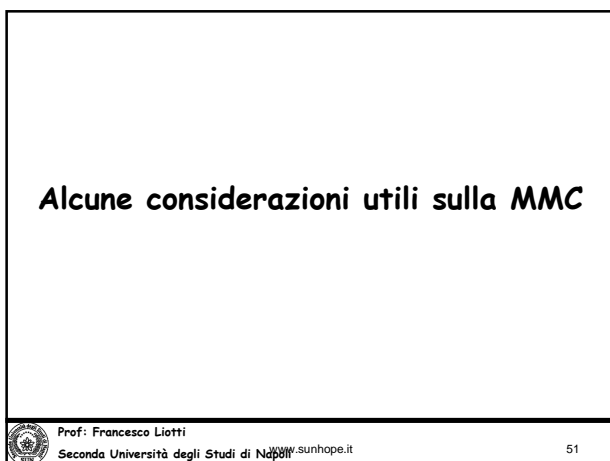 Alcune considerazioni utili sulla MMC
Prof: Francesco Liotti
Seconda Università degli Studi di Napoli
www.sunhope.it
51